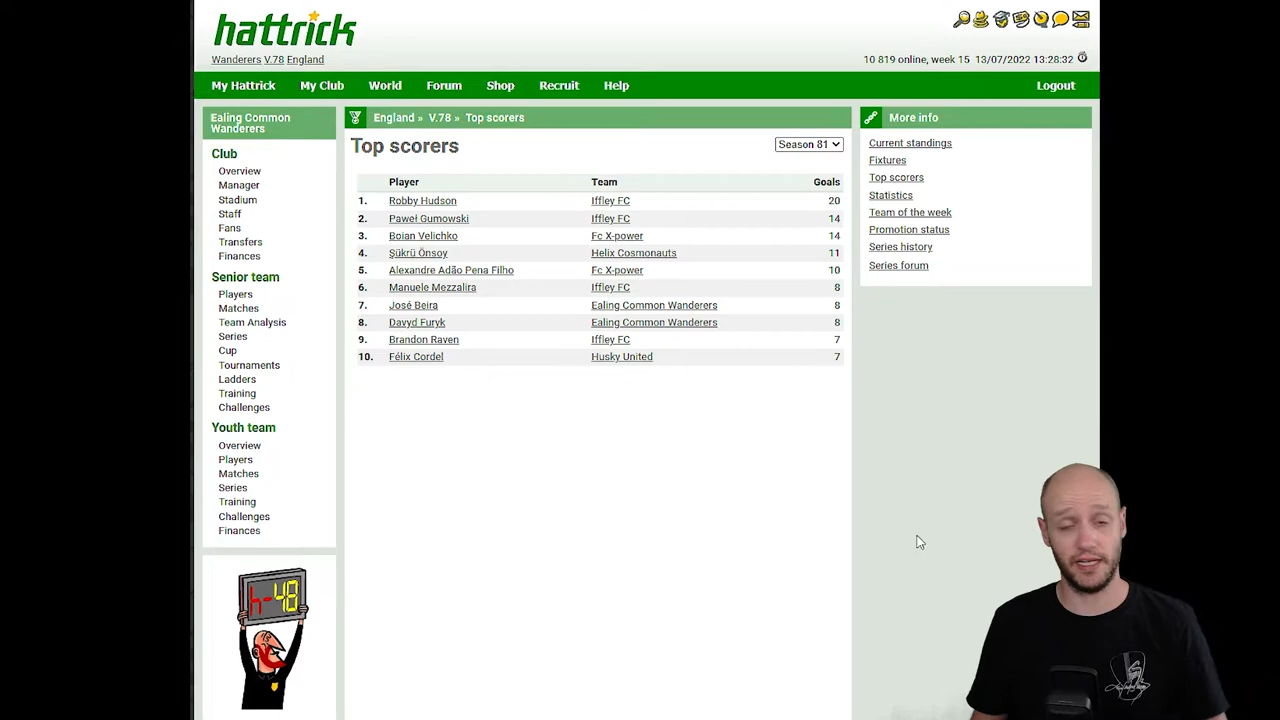 hattrick
Wanderers V.78 England
10 819 online, week 15 13/07/2022 13:28:32
My Hattrick My Club World Forum Shop Recruit Help Logout
Ealing Common
Wanderers
Club
Overview
Manager
Stadium
Staff
Fans
Transfers
Finances
Senior team
Players
Matches
Team Analysis
Series
Cup
Tournaments
Ladders
Training
Challenges
Youth team
Overview
Players
Matches
Series
Training
Challenges
Finances
h-48
England » V.78 » Top scorers
Top scorers
Season 81
Player Team Goals
1. Robby Hudson Iffley FC 20
2. Paweł Gumowski Iffley FC 14
3. Boian Velichko Fc X-power 14
4. Şükrü Önsoy Helix Cosmonauts 11
5. Alexandre Adão Pena Filho Fc X-power 10
6. Manuele Mezzalira Iffley FC 8
7. José Beira Ealing Common Wanderers 8
8. Davyd Furyk Ealing Common Wanderers 8
9. Brandon Raven Iffley FC 7
10. Félix Cordel Husky United 7
More info
Current standings
Fixtures
Top scorers
Statistics
Team of the week
Promotion status
Series history
Series forum